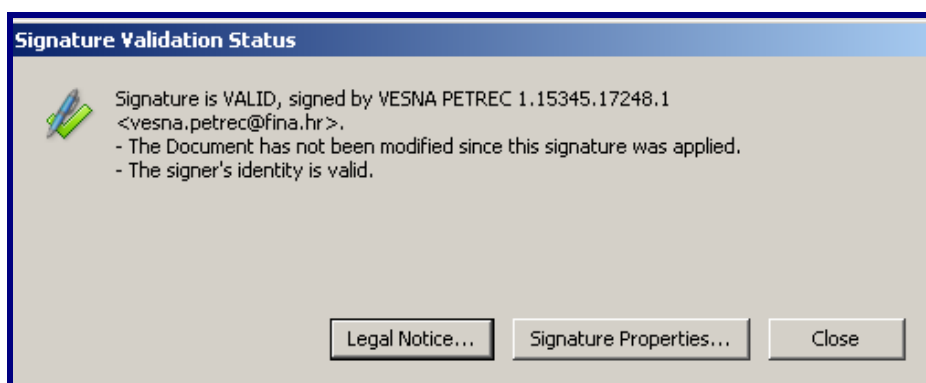 Signature Validation Status
Signature is VALID, signed by VESNA PETREC 1.15345.17248.1
<vesna.petrec@fina.hr>.
- The Document has not been modified since this signature was applied.
- The signer's identity is valid.
Legal Notice... Signature Properties... Close